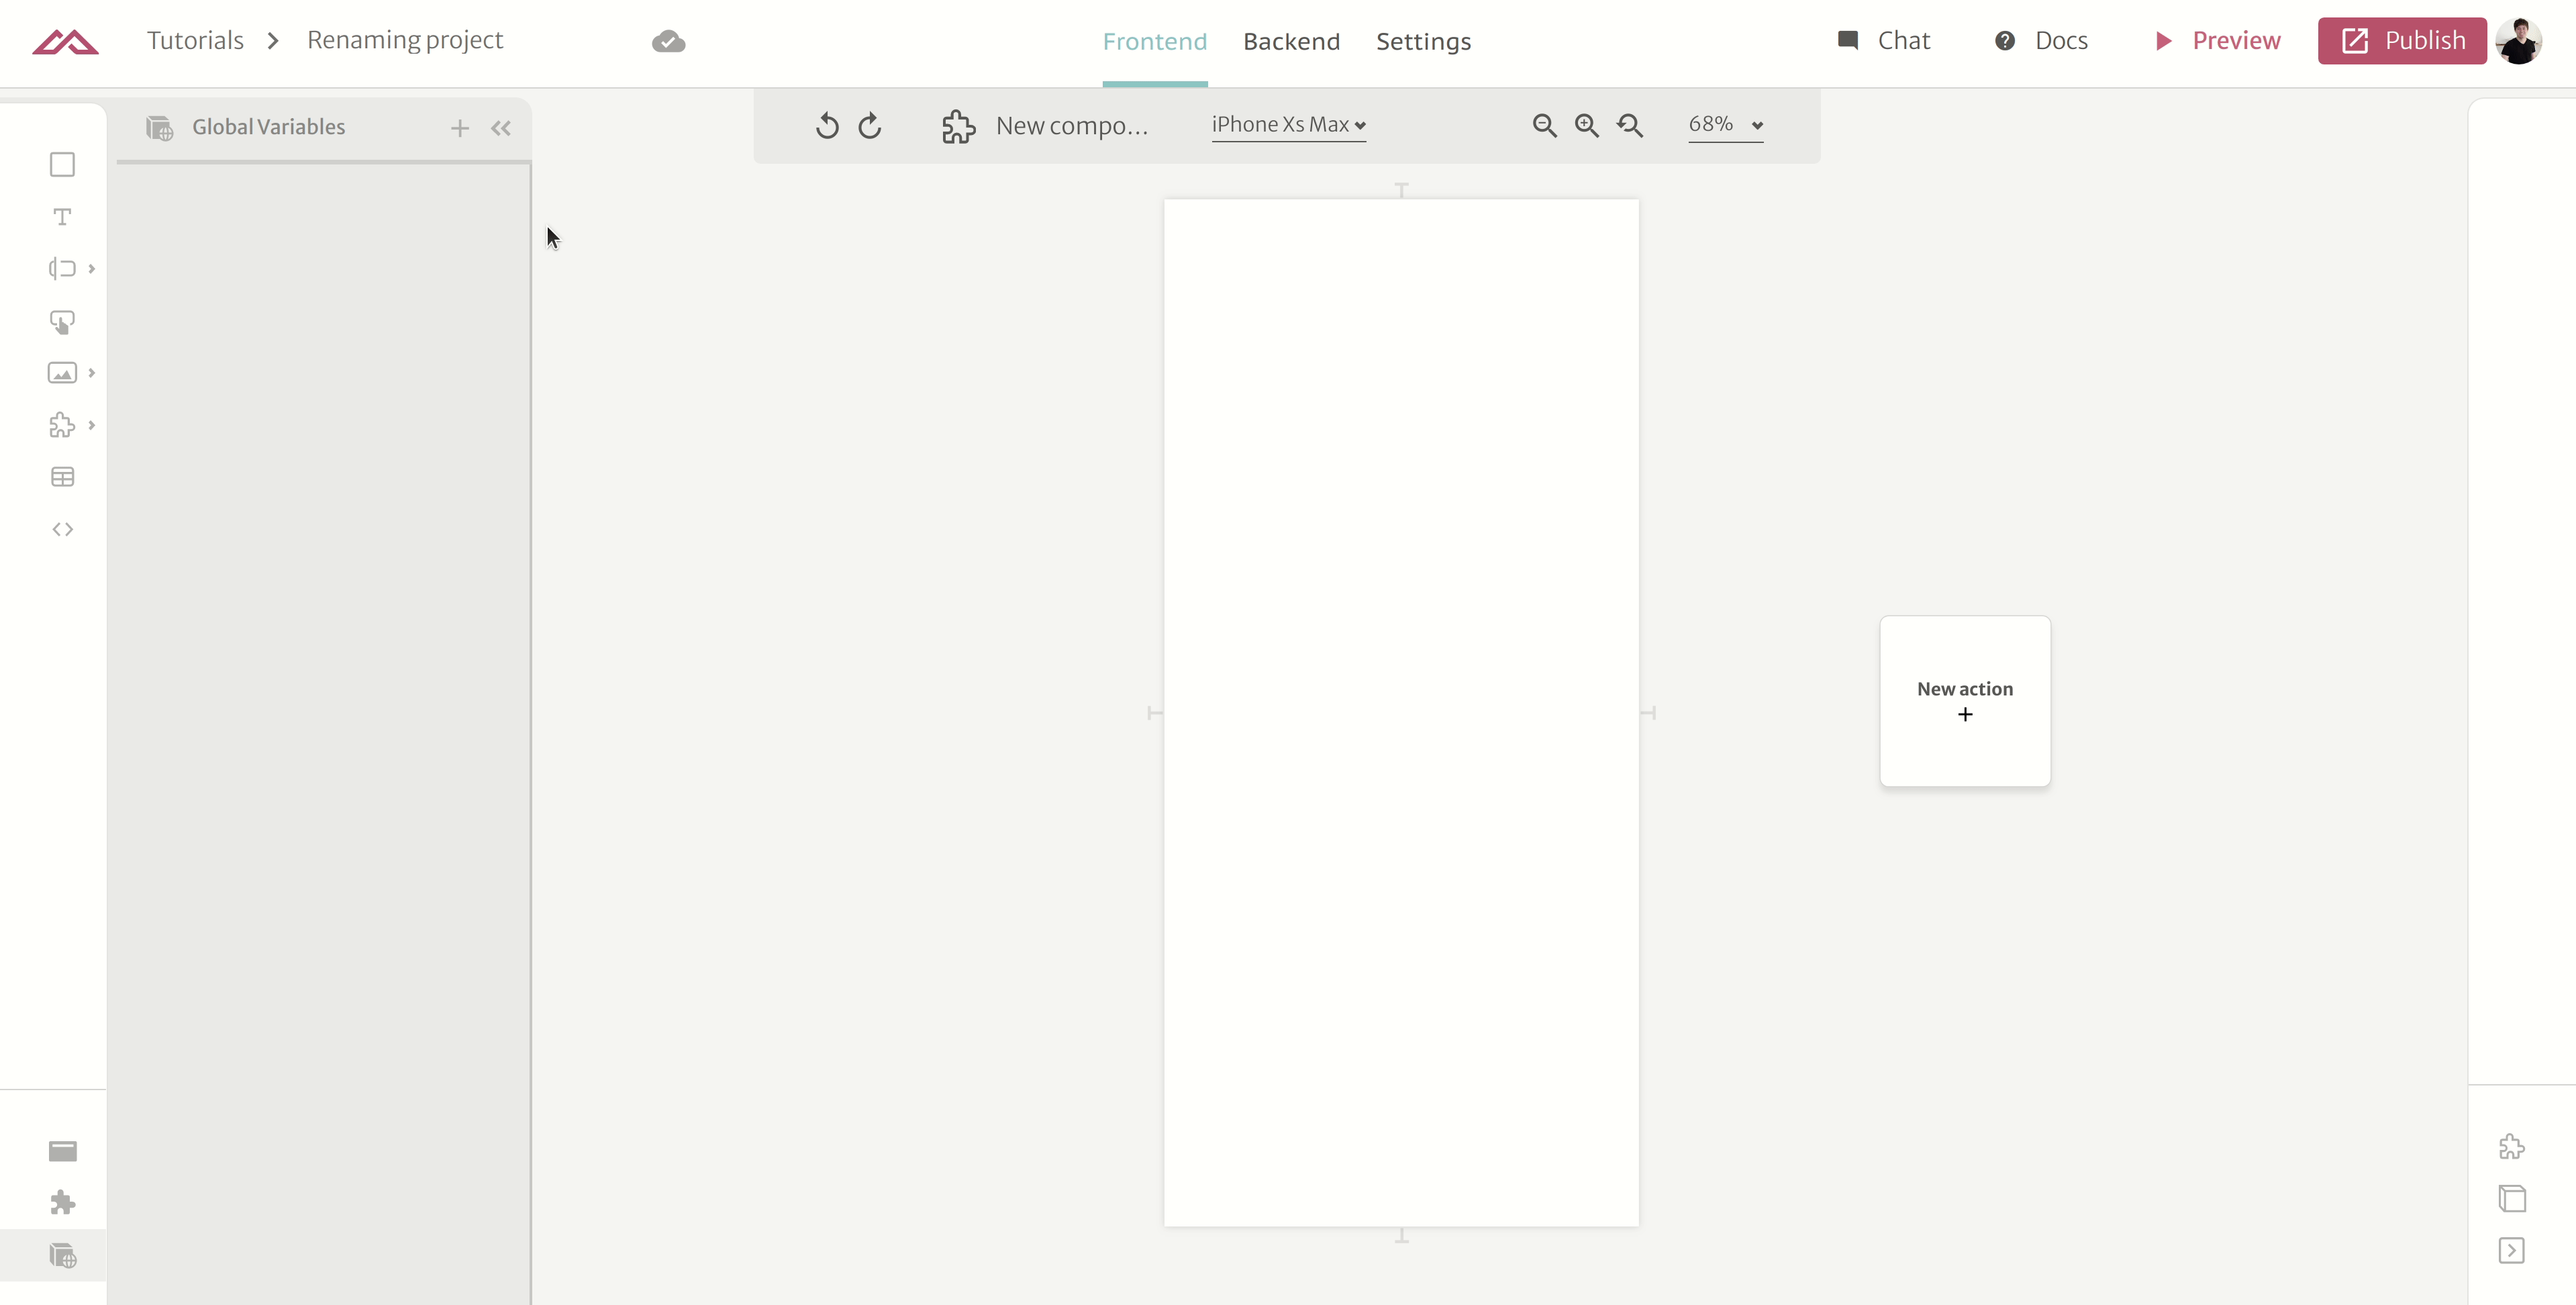 Tutorials > Renaming project
Frontend Backend Settings
Chat Docs Preview Publish
Global Variables
New compo... iPhone Xs Max 68%
New action
+